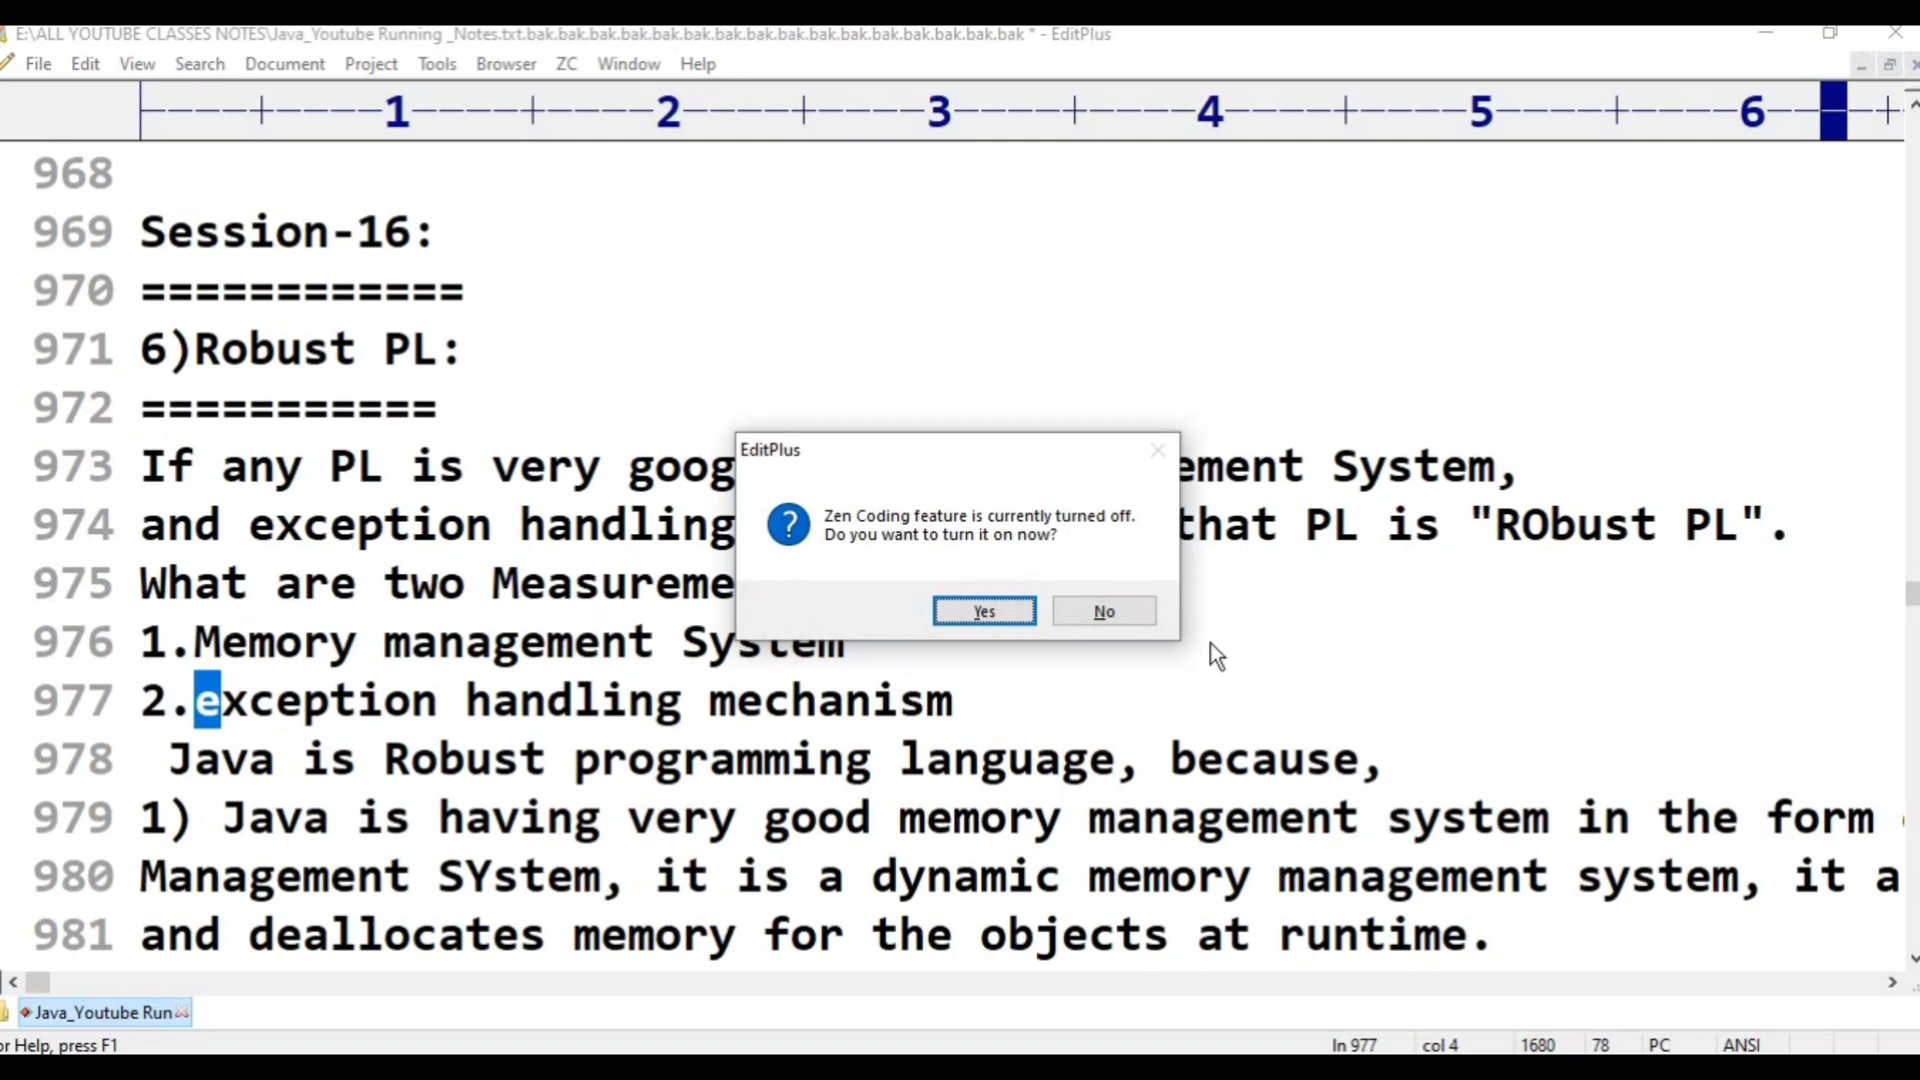 E:\ALL YOUTUBE CLASSES NOTES\Java_Youtube Running _Notes.txt.bak.bak.bak.bak.bak.bak.bak.bak.bak.bak.bak.bak.bak.bak.bak.bak * - EditPlus
File Edit View Search Document Project Tools Browser ZC Window Help
1 2 3 4 5 6
968
969 Session-16:
970 ============
971 6)Robust PL:
972 ===========
973 If any PL is very goog ement System,
974 and exception handling that PL is "RObust PL".
975 What are two Measureme
976 1.Memory management System
977 2.exception handling mechanism
978 Java is Robust programming language, because,
979 1) Java is having very good memory management system in the form
980 Management SYstem, it is a dynamic memory management system, it a
981 and deallocates memory for the objects at runtime.
EditPlus
Zen Coding feature is currently turned off.
Do you want to turn it on now?
Yes No
Java_Youtube Run
or Help, press F1 ln 977 col 4 1680 78 PC ANSI